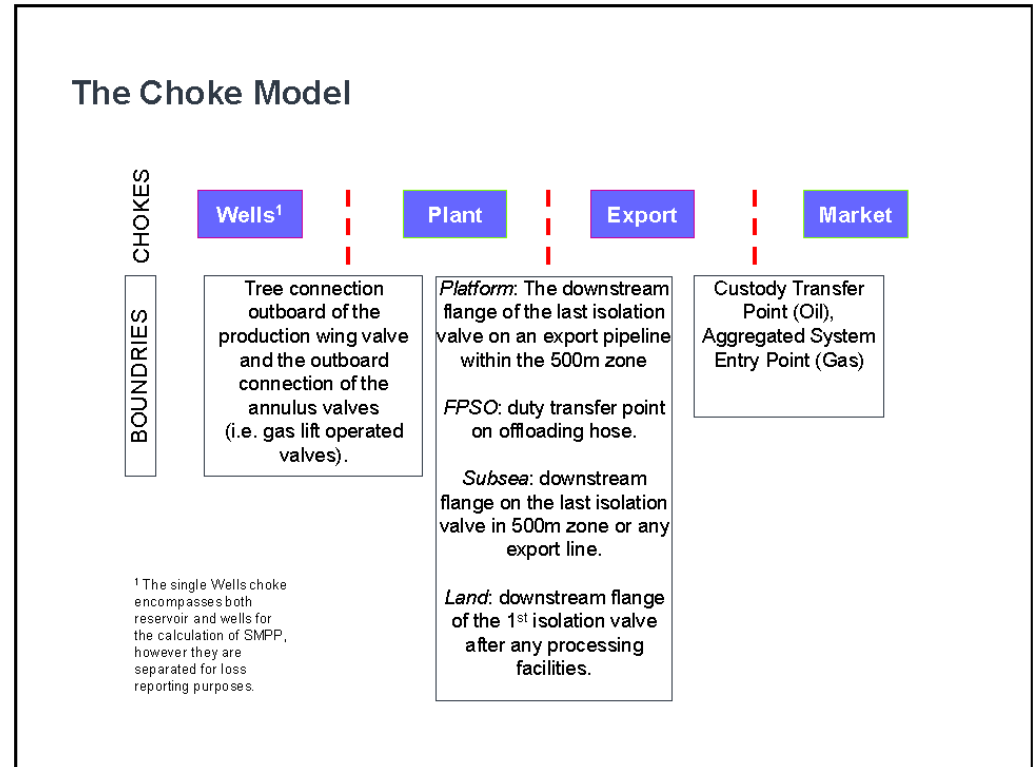 The Choke Model
CHOKES
Wells¹
Plant
Export
Market
BOUNDRIES
Tree connection
outboard of the
production wing valve
and the outboard
connection of the
annulus valves
(i.e. gas lift operated
valves).
Platform: The downstream
flange of the last isolation
valve on an export pipeline
within the 500m zone
FPSO: duty transfer point
on offloading hose.
Subsea: downstream
flange on the last isolation
valve in 500m zone or any
export line.
Land: downstream flange
of the 1st isolation valve
after any processing
facilities.
Custody Transfer
Point (Oil),
Aggregated System
Entry Point (Gas)
¹ The single Wells choke
encompasses both
reservoir and wells for
the calculation of SMPP,
however they are
separated for loss
reporting purposes.